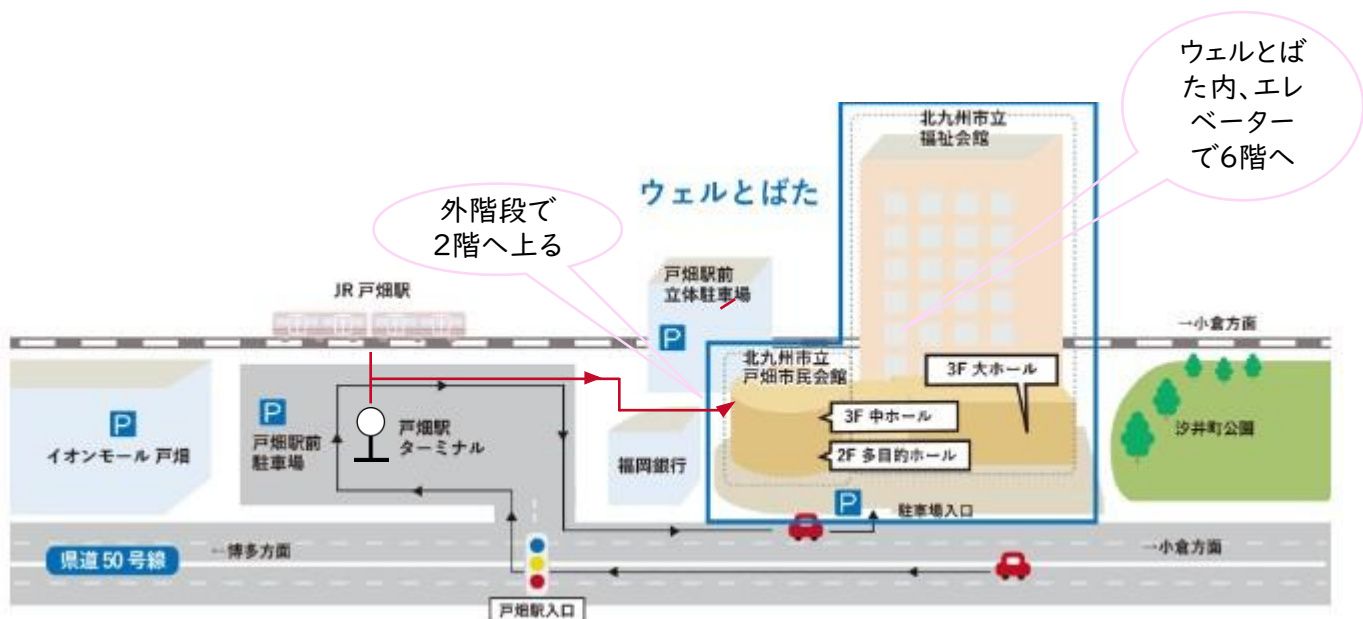 ウェルとば
た内、エレ
ベーター
で6階へ
北九州市立
福祉会館
ウェルとばた
外階段で
2階へ上る
戸畑駅前
立体駐車場
P
JR 戸畑駅
→小倉方面
北九州市立
戸畑市民会館
3F 大ホール
3F 中ホール
2F 多目的ホール
P
イオンモール 戸畑
P
戸畑駅前
駐車場
戸畑駅
ターミナル
福岡銀行
汐井町公園
P
駐車場入口
県道 50 号線
←博多方面
→小倉方面
戸畑駅入口